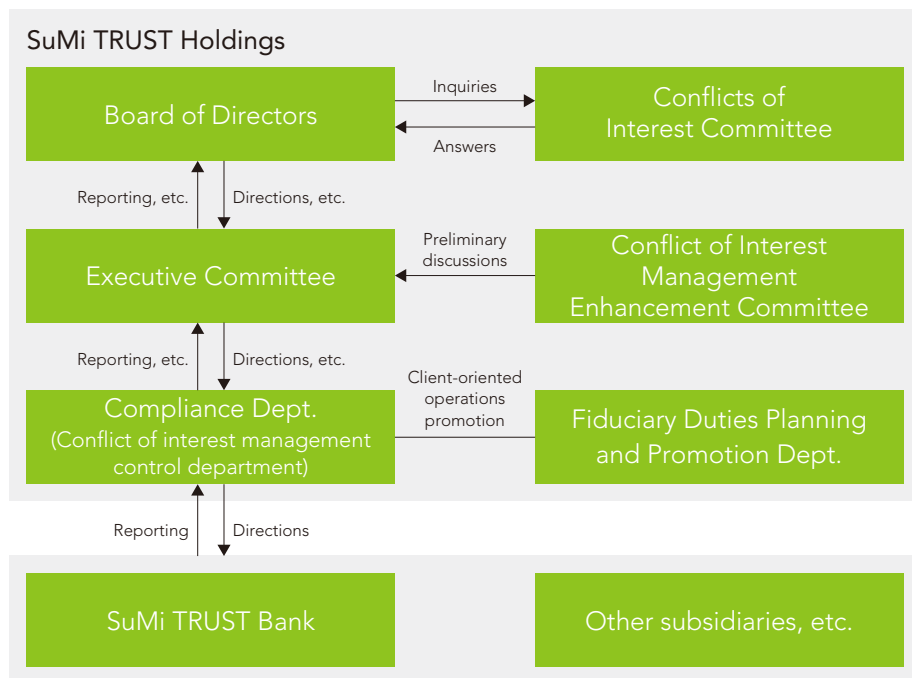 SuMi TRUST Holdings
Board of Directors
Inquiries
Answers
Conflicts of
Interest Committee
Reporting, etc.
Directions, etc.
Executive Committee
Preliminary
discussions
Conflict of Interest
Management
Enhancement Committee
Reporting, etc.
Directions, etc.
Compliance Dept.
(Conflict of interest management
control department)
Client-oriented
operations
promotion
Fiduciary Duties Planning
and Promotion Dept.
Reporting
Directions
SuMi TRUST Bank
Other subsidiaries, etc.